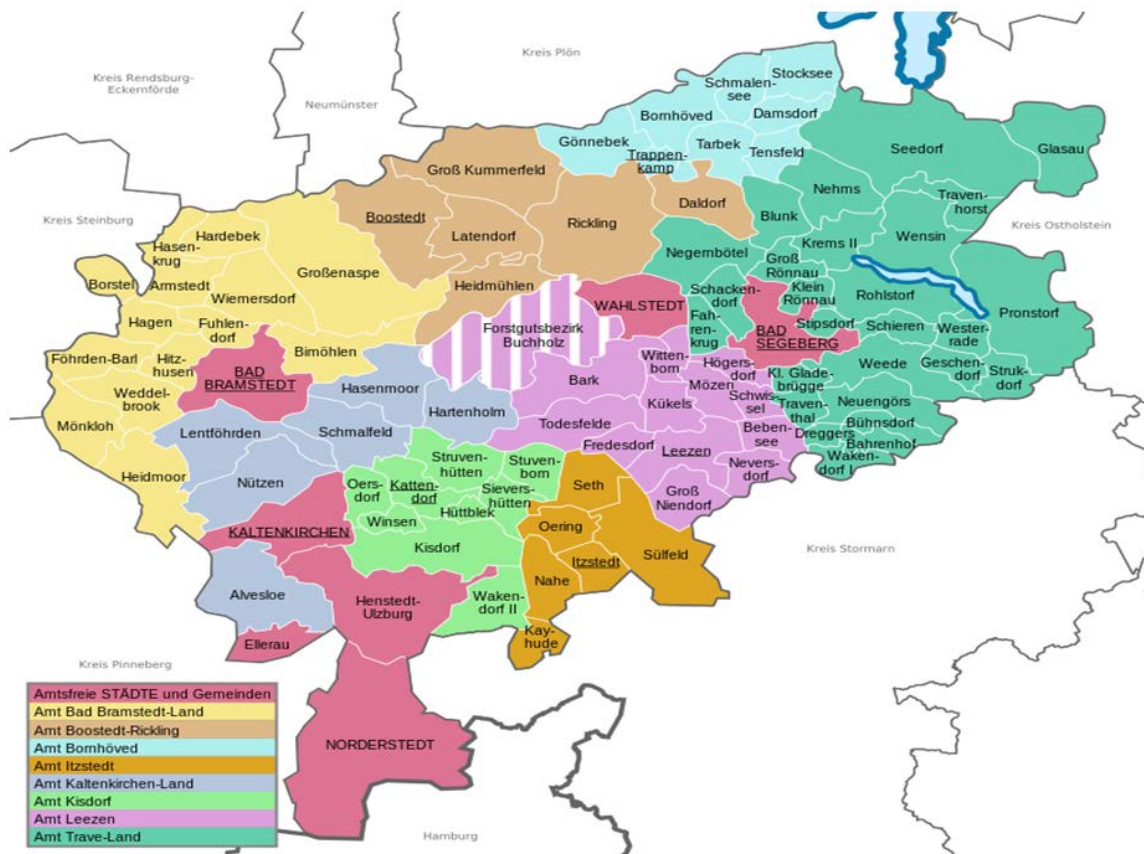 Kreis Plön
Kreis Rendsburg-
Eckernförde
Neumünster
Kreis Steinburg
Kreis Ostholstein
Kreis Stormarn
Kreis Pinneberg
Hamburg
Stocksee
Schmalen-
see
Bornhöved
Damsdorf
Gönnebek
Tarbek
Trappen-
kamp
Tensfeld
Seedorf
Glasau
Groß Kummerfeld
Daldorf
Nehms
Traven-
horst
Boostedt
Rickling
Blunk
Latendorf
Wensin
Hardebek
Hasen-
krug
Negernbötel
Krems II
Groß
Rönnau
Großenaspe
Borstel
Armstedt
Heidmühlen
Schacken-
dorf
Klein
Rönnau
Wiemersdorf
WAHLSTEDT
Rohlstorf
Pronstorf
Hagen
Fuhlen-
dorf
Forstgutsbezirk
Buchholz
Fah-
ren-
krug
BAD
SEGEBERG
Stipsdorf
Schieren
Wester-
rade
Föhrden-Barl
Hitz-
husen
Bimöhlen
Witten-
born
Högers-
dorf
Weede
Geschen-
dorf
Struk-
dorf
BAD
BRAMSTEDT
Hasenmoor
Bark
Mözen
Kl. Glade-
brügge
Weddel-
brook
Hartenholm
Kükels
Schwis-
sel
Traven-
thal
Neuengörs
Mönkloh
Lentföhrden
Schmalfeld
Todesfelde
Beben-
see
Bühnsdorf
Dreggers
Bahrenhof
Waken-
dorf I
Fredesdorf
Leezen
Heidmoor
Nützen
Struven-
hütten
Stuven-
born
Nevers-
dorf
Oers-
dorf
Katten-
dorf
Sievers-
hütten
Seth
Groß
Niendorf
Winsen
Hüttblek
KALTENKIRCHEN
Oering
Kisdorf
Itzstedt
Sülfeld
Nahe
Alvesloe
Henstedt-
Ulzburg
Waken-
dorf II
Kay-
hude
Ellerau
NORDERSTEDT
Amtsfreie STÄDTE und Gemeinden
Amt Bad Bramstedt-Land
Amt Boostedt-Rickling
Amt Bornhöved
Amt Itzstedt
Amt Kaltenkirchen-Land
Amt Kisdorf
Amt Leezen
Amt Trave-Land